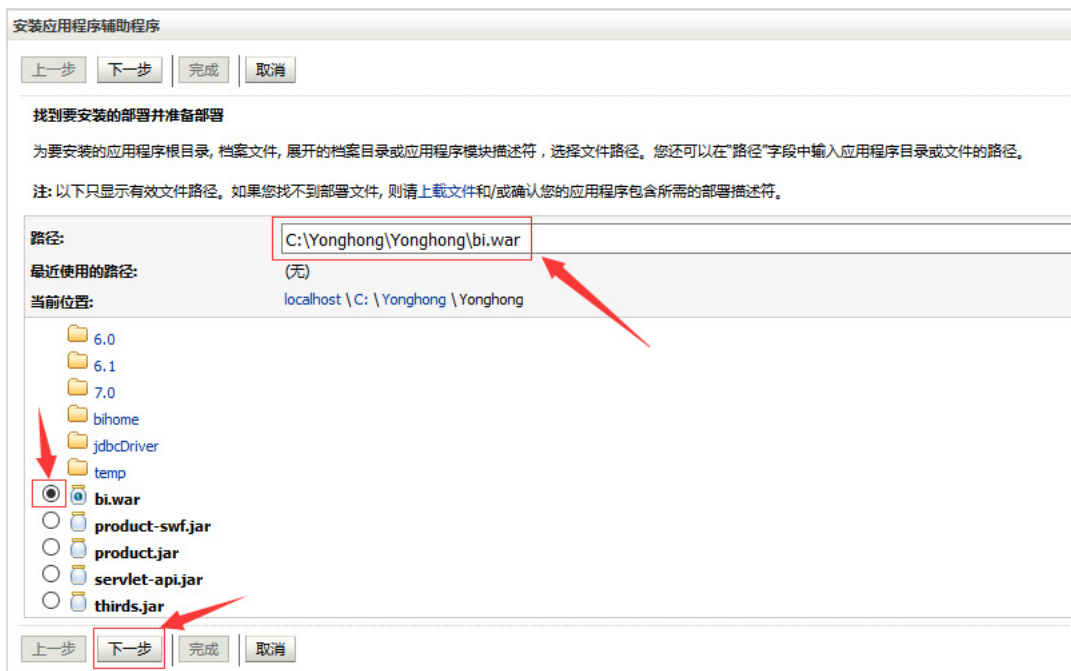 安装应用程序辅助程序
上一步 下一步 完成 取消
找到要安装的部署并准备部署
为要安装的应用程序根目录, 档案文件, 展开的档案目录或应用程序模块描述符，选择文件路径。您还可以在“路径”字段中输入应用程序目录或文件的路径。
注: 以下只显示有效文件路径。如果您找不到部署文件, 则请上载文件和/或确认您的应用程序包含所需的部署描述符。
路径: C:\Yonghong\Yonghong\bi.war
最近使用的路径: (无)
当前位置: localhost \ C: \ Yonghong \ Yonghong
6.0
6.1
7.0
bihome
jdbcDriver
temp
bi.war
product-swf.jar
product.jar
servlet-api.jar
thirds.jar
上一步 下一步 完成 取消